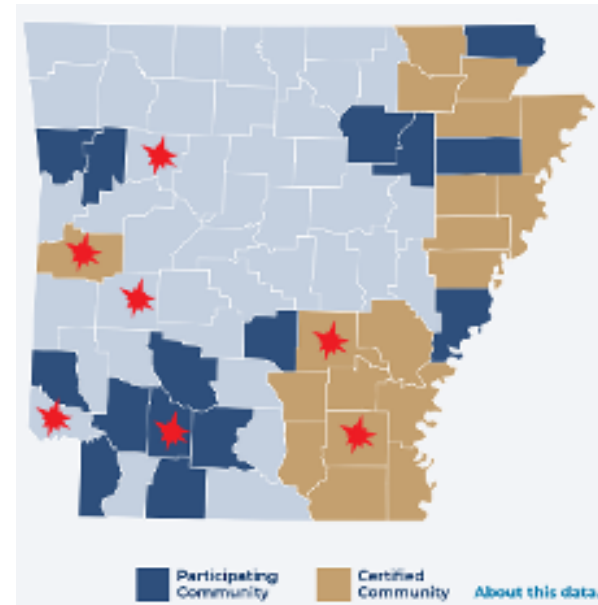 Participating
Community
Certified
Community
About this data.